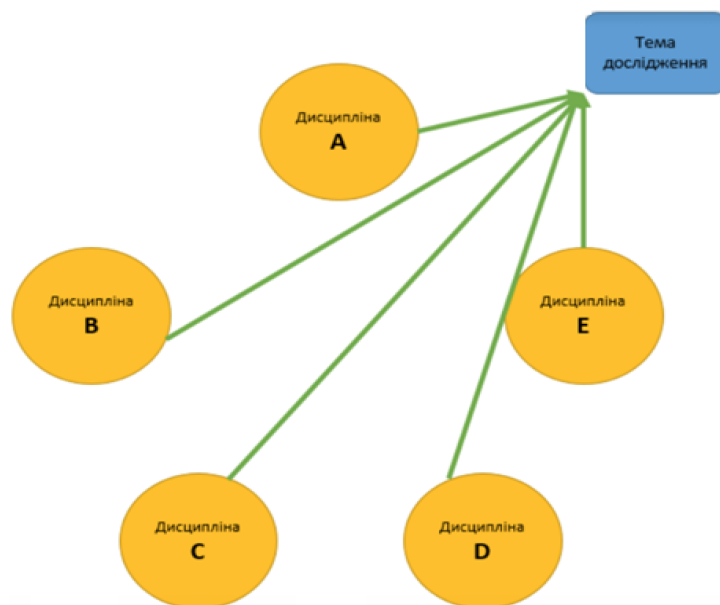 Тема
дослідження
Дисципліна
A
Дисципліна
B
Дисципліна
E
Дисципліна
C
Дисципліна
D